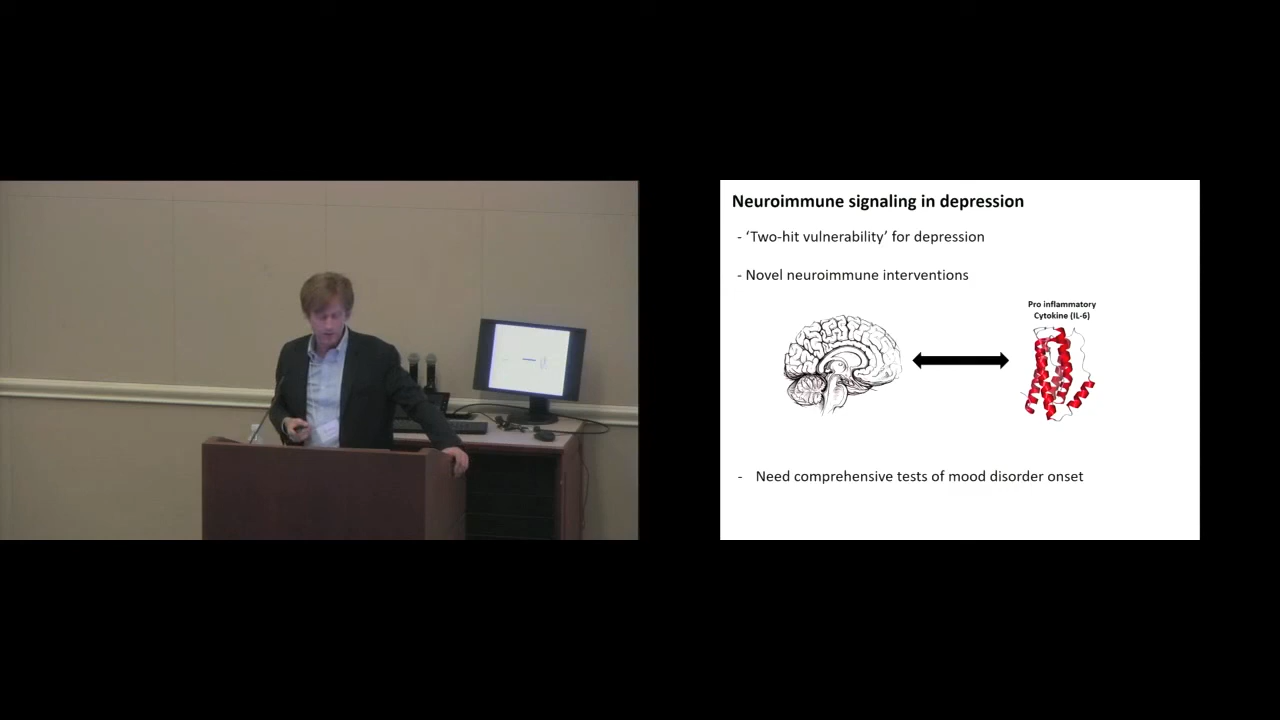 Neuroimmune signaling in depression
- ‘Two-hit vulnerability’ for depression
- Novel neuroimmune interventions
Pro inflammatory
Cytokine (IL-6)
- Need comprehensive tests of mood disorder onset